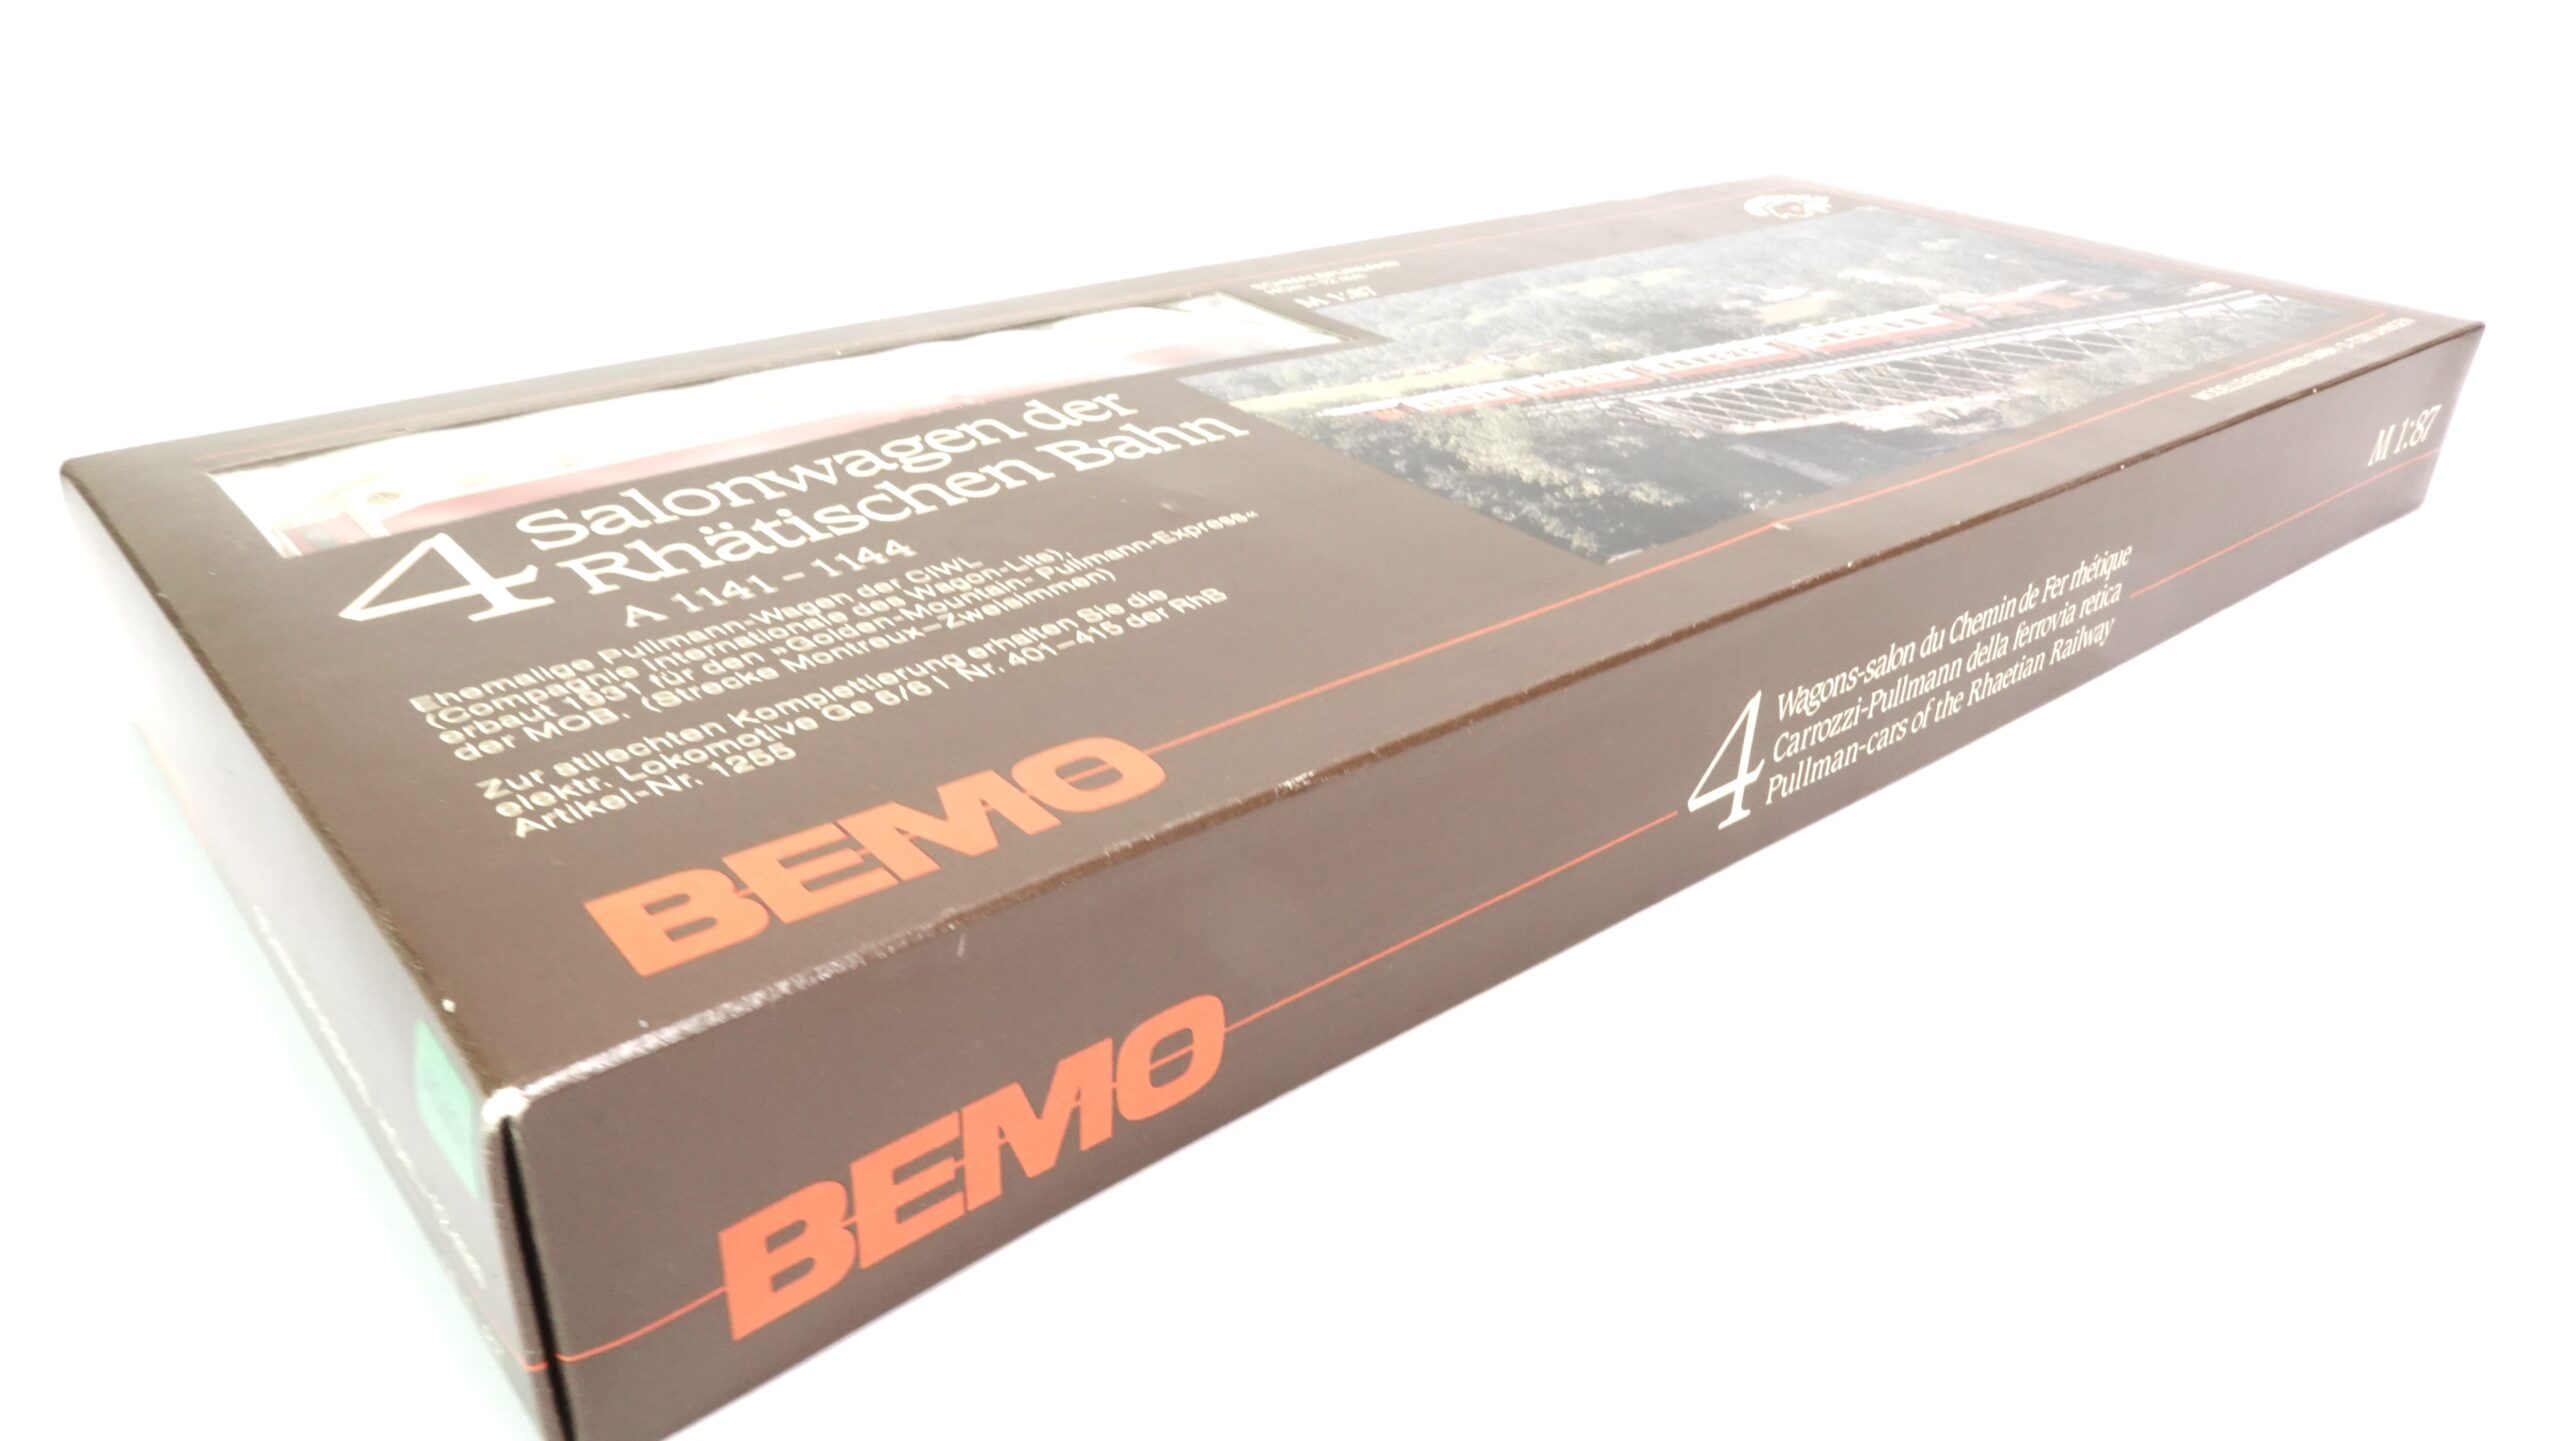 M 1:87
4 Salonwagen der
Rhätischen Bahn
A 1141 – 1144
Ehemalige Pullmann-Wagen der CIWL
(Compagnie Internationale des Wagon-Lits),
erbaut 1931 für den »Golden-Mountain-Pullmann-Express«
der MOB. (Strecke Montreux–Zweisimmen)
Zur stilechten Komplettierung erhalten Sie die
elektr. Lokomotive Ge 6/6 I Nr. 401–415 der RhB
Artikel-Nr. 1255
BEMO
BEMO
4 Wagons-salon du Chemin de Fer rhétique
Carrozzi-Pullmann della ferrovia retica
Pullman-cars of the Rhaetian Railway
M 1:87